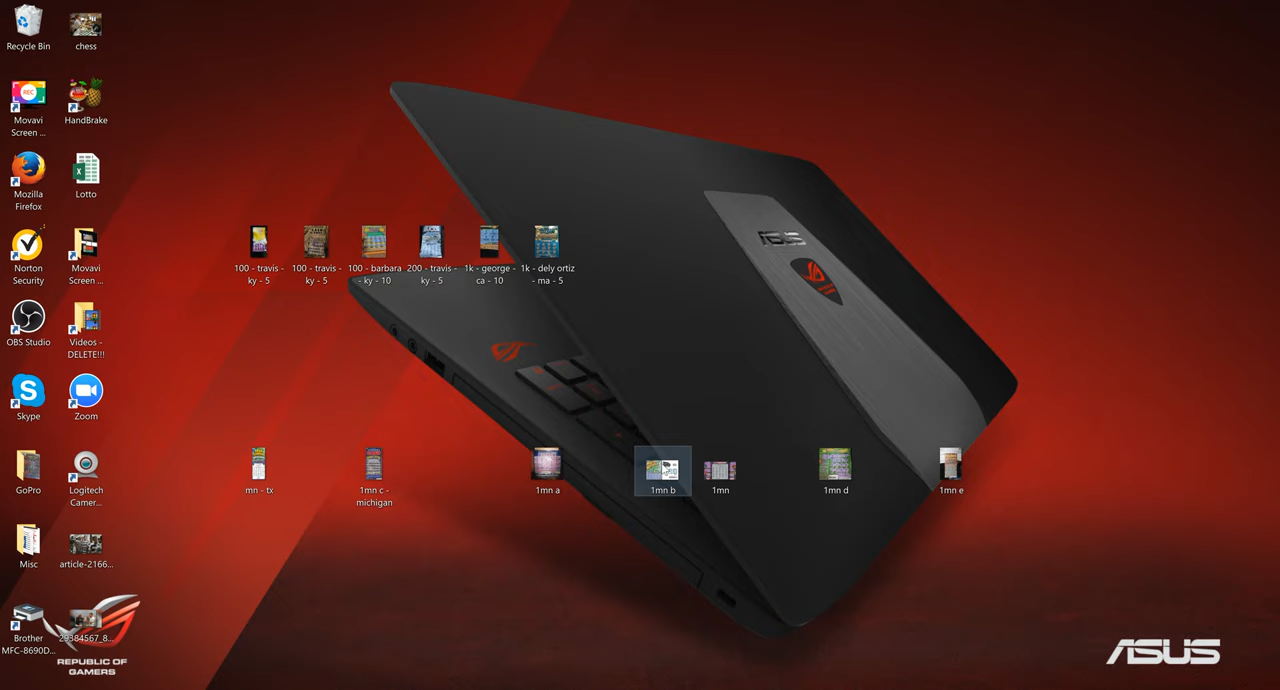 Recycle Bin
chess
Movavi
Screen ...
HandBrake
Mozilla
Firefox
Lotto
Norton
Security
Movavi
Screen ...
OBS Studio
Videos -
DELETE!!!
Skype
Zoom
GoPro
Logitech
Camer...
Misc
article-2166...
Brother
MFC-8690D...
29384567_8...
REPUBLIC OF
GAMERS
100 - travis -
ky - 5
100 - travis -
ky - 5
100 - barbara
- ky - 10
200 - travis -
ky - 5
1k - george -
ca - 10
1k - dely ortiz
- ma - 5
mn - tx
1mn c -
michigan
1mn a
1mn b
1mn
1mn d
1mn e
REC
ASUS
ASUS